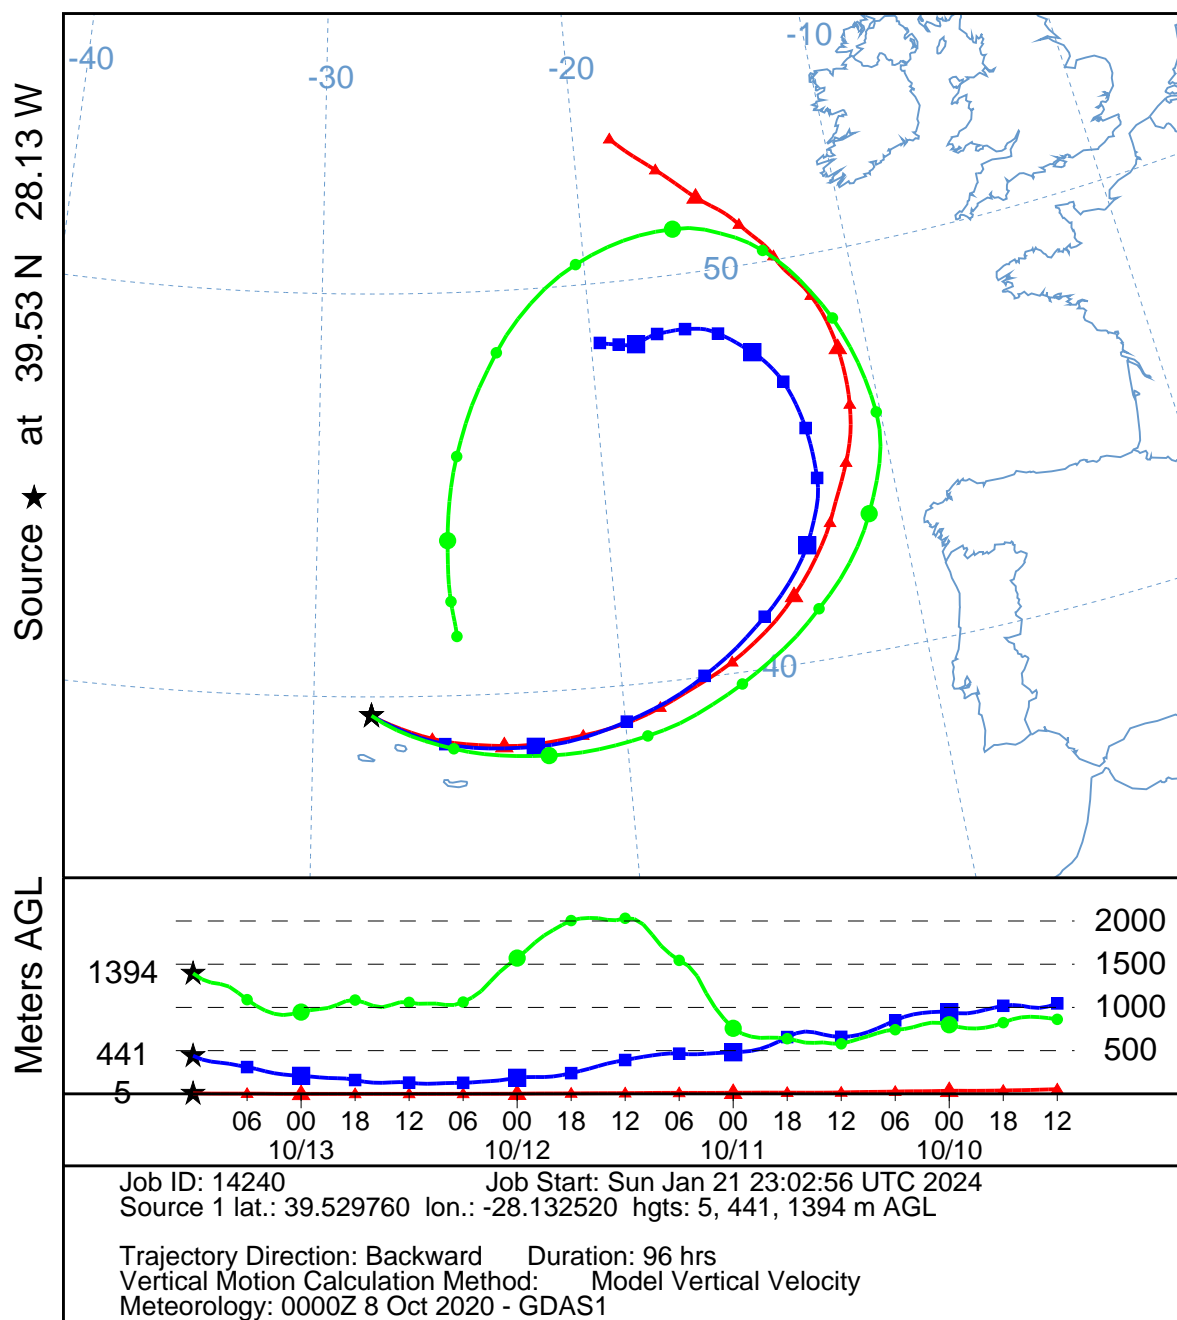 -40
-30
-20
-10
50
40
Source ★ at 39.53 N 28.13 W
Meters AGL
2000
1500
1000
500
1394
441
5
06 00 18 12 06 00 18 12 06 00 18 12 06 00 18 12
10/13 10/12 10/11 10/10
Job ID: 14240 Job Start: Sun Jan 21 23:02:56 UTC 2024
Source 1 lat.: 39.529760 lon.: -28.132520 hgts: 5, 441, 1394 m AGL
Trajectory Direction: Backward Duration: 96 hrs
Vertical Motion Calculation Method: Model Vertical Velocity
Meteorology: 0000Z 8 Oct 2020 - GDAS1